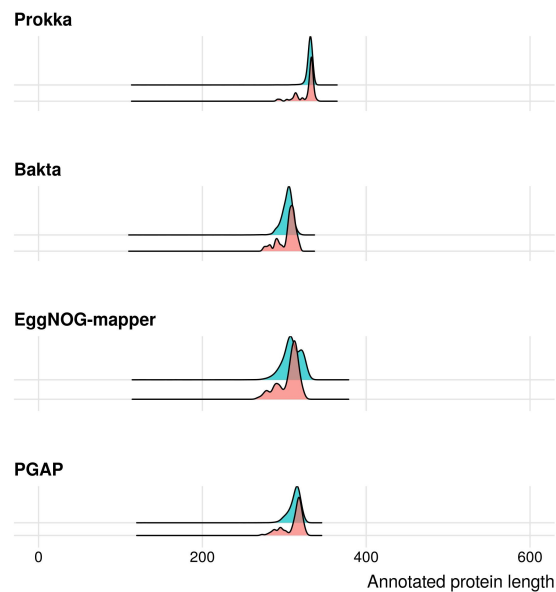 Prokka
Bakta
EggNOG-mapper
PGAP
0 200 400 600
Annotated protein length